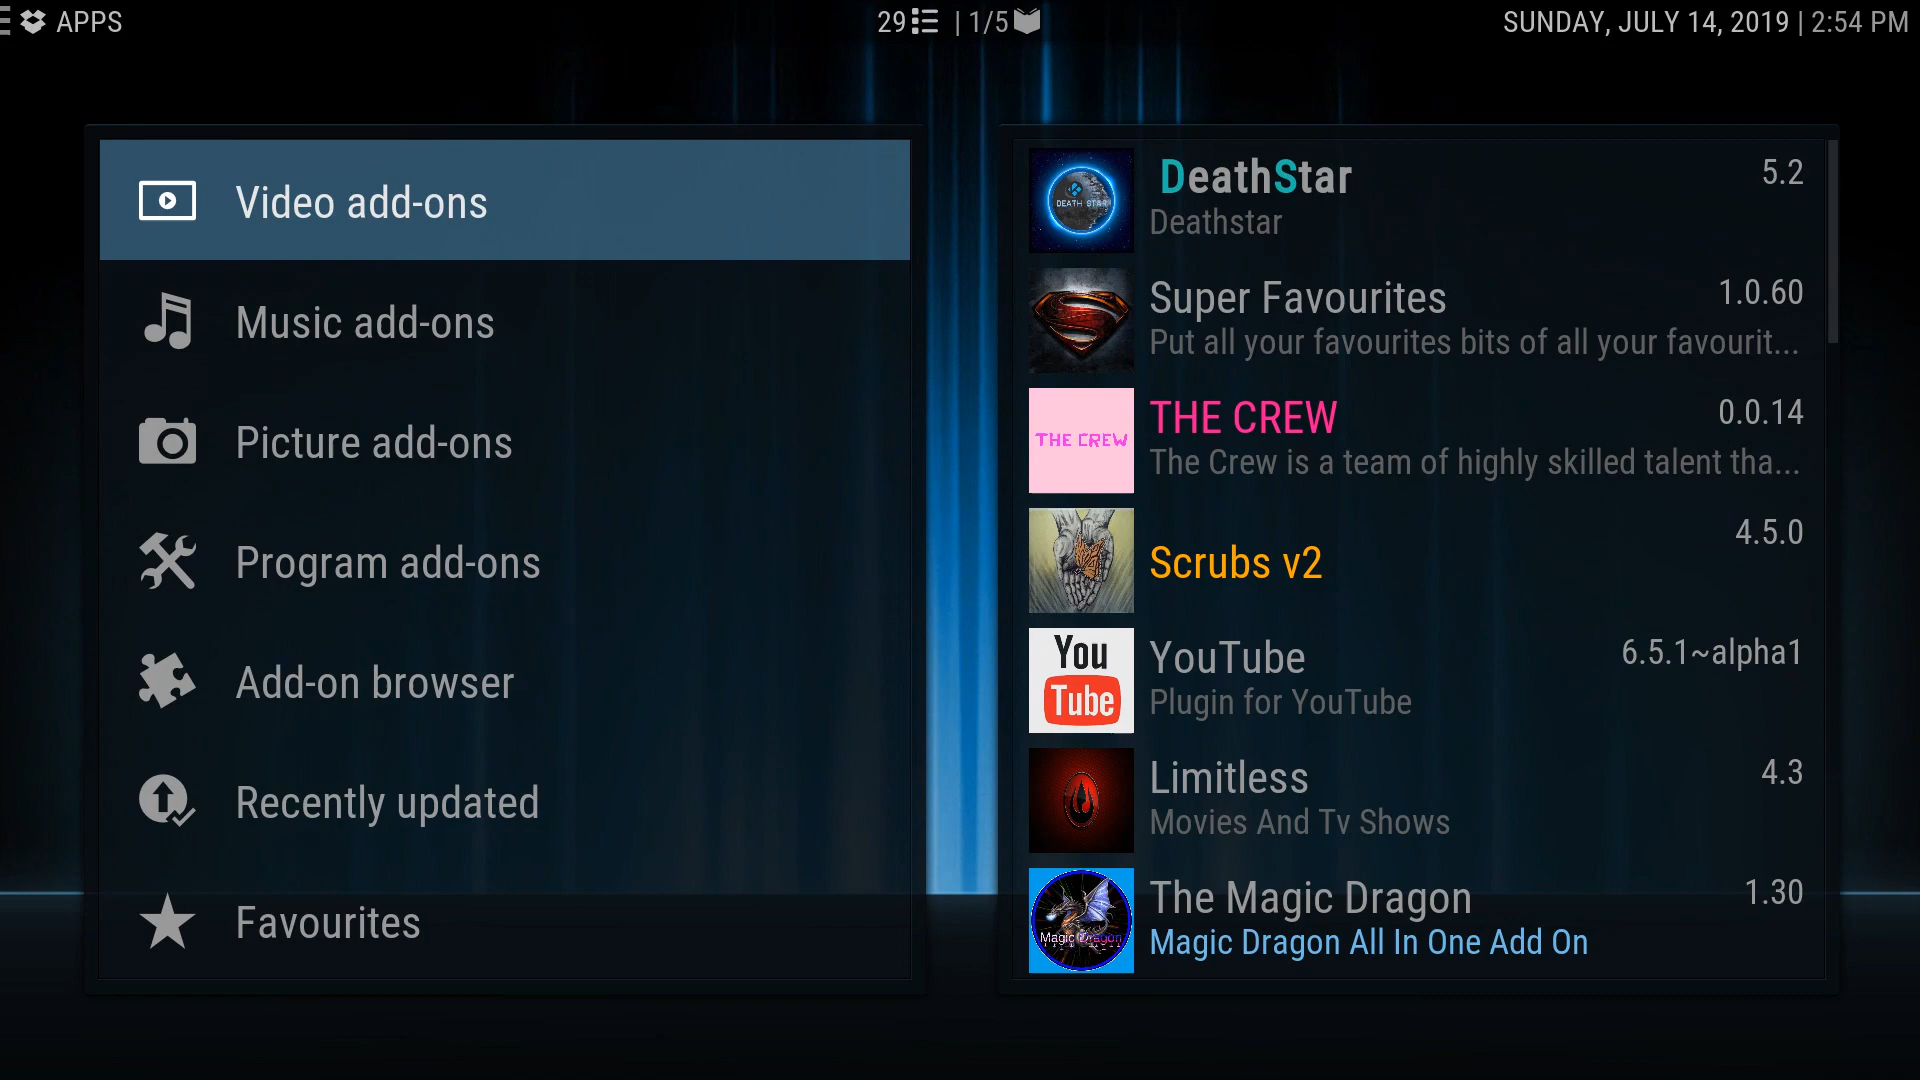 APPS
29 | 1/5
SUNDAY, JULY 14, 2019 | 2:54 PM
Video add-ons
Music add-ons
Picture add-ons
Program add-ons
Add-on browser
Recently updated
Favourites
DEATH STAR
DeathStar
5.2
Deathstar
Super Favourites
1.0.60
Put all your favourites bits of all your favourit...
THE CREW
THE CREW
0.0.14
The Crew is a team of highly skilled talent tha...
Scrubs v2
4.5.0
You
Tube
YouTube
6.5.1~alpha1
Plugin for YouTube
Limitless
4.3
Movies And Tv Shows
Magic Dragon
The Magic Dragon
1.30
Magic Dragon All In One Add On